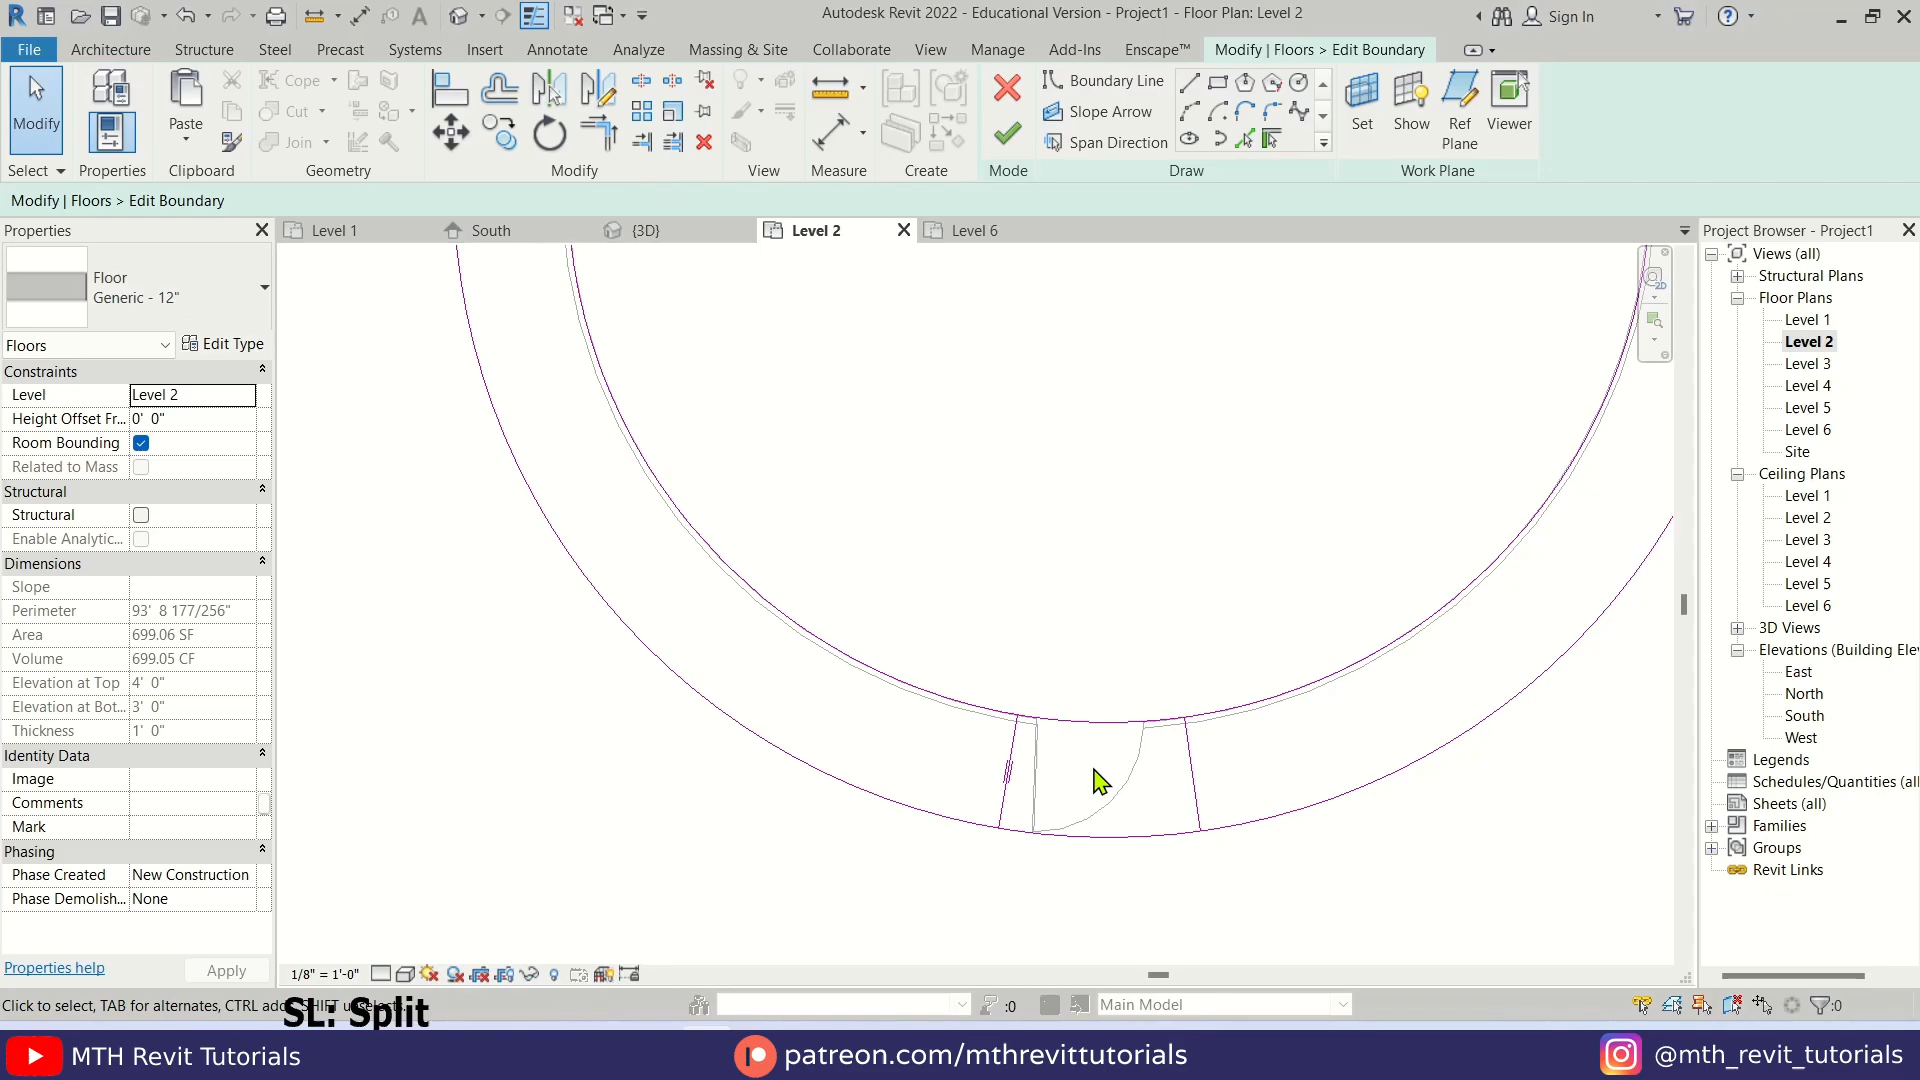 Autodesk Revit 2022 - Educational Version - Project1 - Floor Plan: Level 2
Sign In
File
Architecture
Structure
Steel
Precast
Systems
Insert
Annotate
Analyze
Massing & Site
Collaborate
View
Manage
Add-Ins
Enscape™
Modify | Floors > Edit Boundary
Modify
Paste
Cope
Cut
Join
Boundary Line
Slope Arrow
Span Direction
Set
Show
Ref
Plane
Viewer
Select
Properties
Clipboard
Geometry
Modify
View
Measure
Create
Mode
Draw
Work Plane
Modify | Floors > Edit Boundary
Properties
Floor
Generic - 12"
Floors
Edit Type
Constraints
Level
Level 2
Height Offset Fr...
0'  0"
Room Bounding
Related to Mass
Structural
Structural
Enable Analytic...
Dimensions
Slope
Perimeter
93'  8 177/256"
Area
699.06 SF
Volume
699.05 CF
Elevation at Top
4'  0"
Elevation at Bot...
3'  0"
Thickness
1'  0"
Identity Data
Image
Comments
Mark
Phasing
Phase Created
New Construction
Phase Demolish...
None
Properties help
Apply
Level 1
South
{3D}
Level 2
Level 6
2D
1/8" = 1'-0"
Project Browser - Project1
Views (all)
Structural Plans
Floor Plans
Level 1
Level 2
Level 3
Level 4
Level 5
Level 6
Site
Ceiling Plans
Level 1
Level 2
Level 3
Level 4
Level 5
Level 6
3D Views
Elevations (Building Ele
East
North
South
West
Legends
Schedules/Quantities (all
Sheets (all)
Families
Groups
Revit Links
Click to select, TAB for alternates, CTRL
SL: Split
:0
Main Model
:0
MTH Revit Tutorials
patreon.com/mthrevittutorials
@mth_revit_tutorials